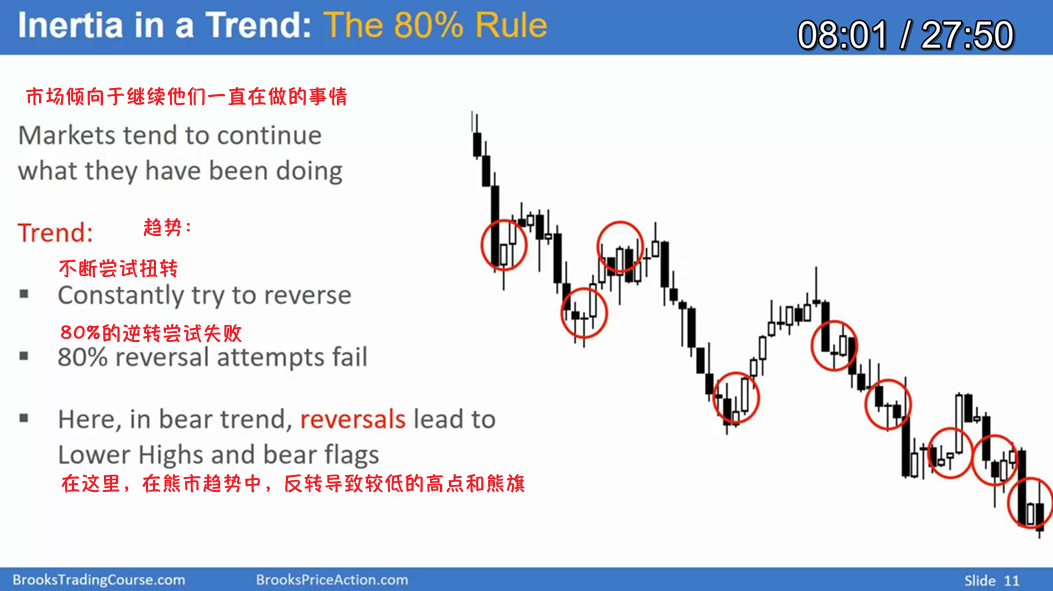 Inertia in a Trend: The 80% Rule
08:01 / 27:50
市场倾向于继续他们一直在做的事情
Markets tend to continue
what they have been doing
Trend: 趋势：
不断尝试扭转
▪ Constantly try to reverse
80%的逆转尝试失败
▪ 80% reversal attempts fail
▪ Here, in bear trend, reversals lead to
Lower Highs and bear flags
在这里，在熊市趋势中，反转导致较低的高点和熊旗
BrooksTradingCourse.com BrooksPriceAction.com Slide 11